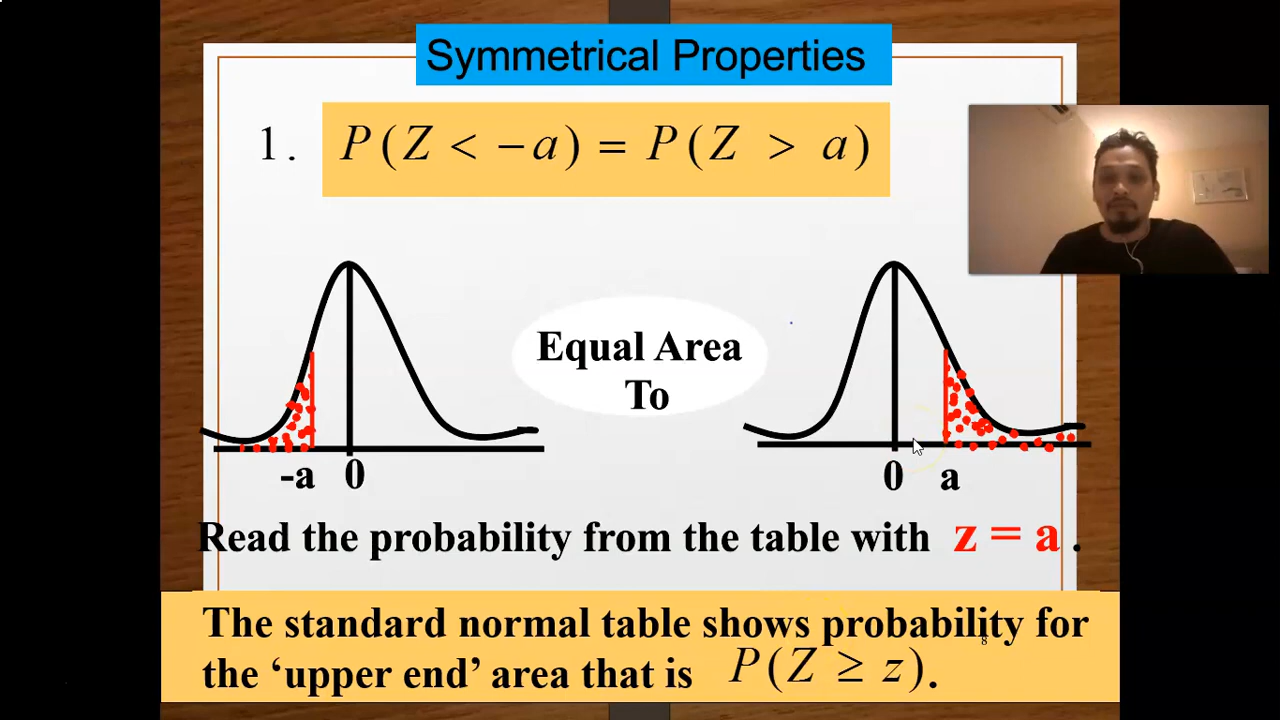 Symmetrical Properties
1. P(Z < −a) = P(Z > a)
Equal Area
To
-a 0
0 a
Read the probability from the table with z = a .
8
The standard normal table shows probability for
the ‘upper end’ area that is P(Z ≥ z).